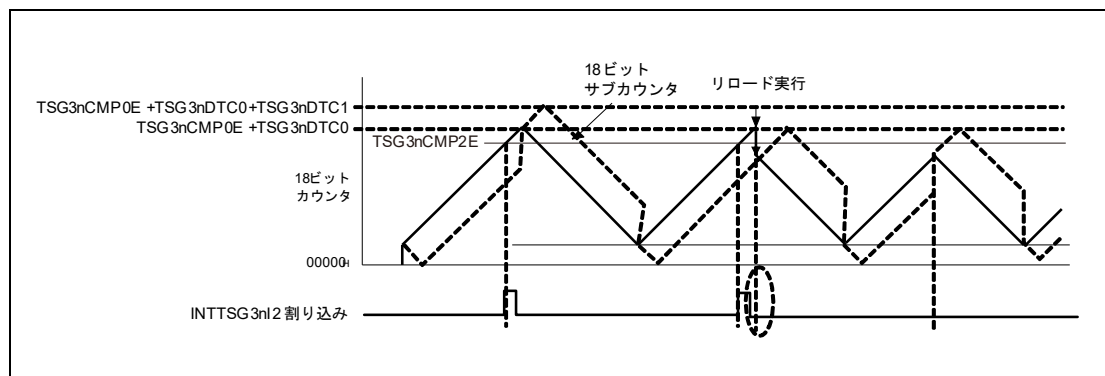 18ビット
サブカウンタ
リロード実行
TSG3nCMP0E +TSG3nDTC0+TSG3nDTC1
TSG3nCMP0E +TSG3nDTC0
TSG3nCMP2E
18ビット
カウンタ
00000H
INTTSG3nI2 割り込み